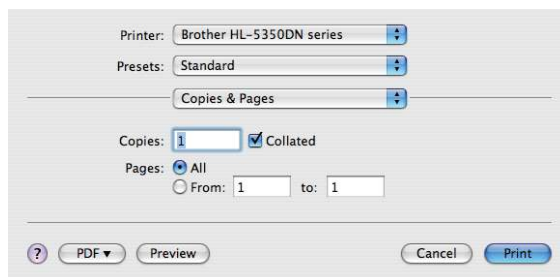 Printer: Brother HL-5350DN series
Presets: Standard
Copies & Pages
Copies: 1 Collated
Pages: All
From: 1 to: 1
? PDF ▼ Preview Cancel Print